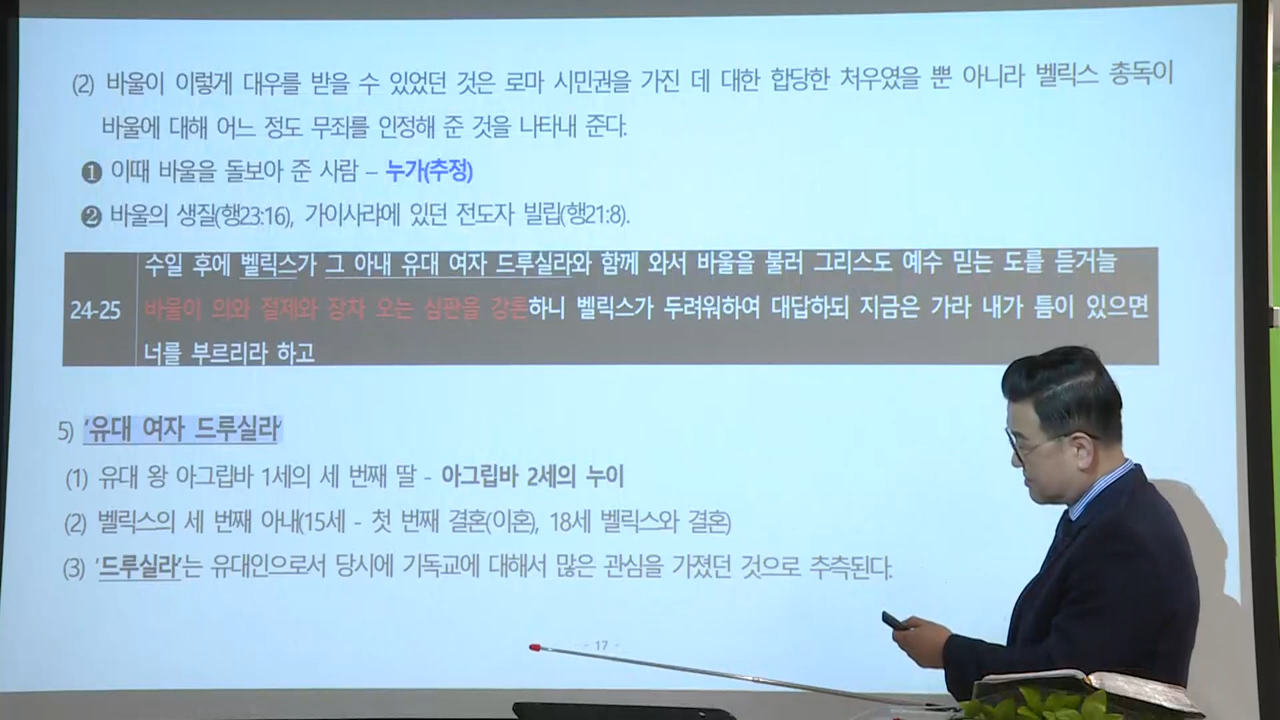 (2) 바울이 이렇게 대우를 받을 수 있었던 것은 로마 시민권을 가진 데 대한 합당한 처우였을 뿐 아니라 벨릭스 총독이
바울에 대해 어느 정도 무죄를 인정해 준 것을 나타내 준다.
❶ 이때 바울을 돌보아 준 사람 – 누가(추정)
❷ 바울의 생질(행23:16), 가이사랴에 있던 전도자 빌립(행21:8).
수일 후에 벨릭스가 그 아내 유대 여자 드루실라와 함께 와서 바울을 불러 그리스도 예수 믿는 도를 듣거늘
24-25 바울이 의와 절제와 장차 오는 심판을 강론하니 벨릭스가 두려워하여 대답하되 지금은 가라 내가 틈이 있으면
너를 부르리라 하고
5) '유대 여자 드루실라'
(1) 유대 왕 아그립바 1세의 세 번째 딸 - 아그립바 2세의 누이
(2) 벨릭스의 세 번째 아내(15세 - 첫 번째 결혼(이혼), 18세 벨릭스와 결혼)
(3) '드루실라'는 유대인으로서 당시에 기독교에 대해서 많은 관심을 가졌던 것으로 추측된다.
- 17 -